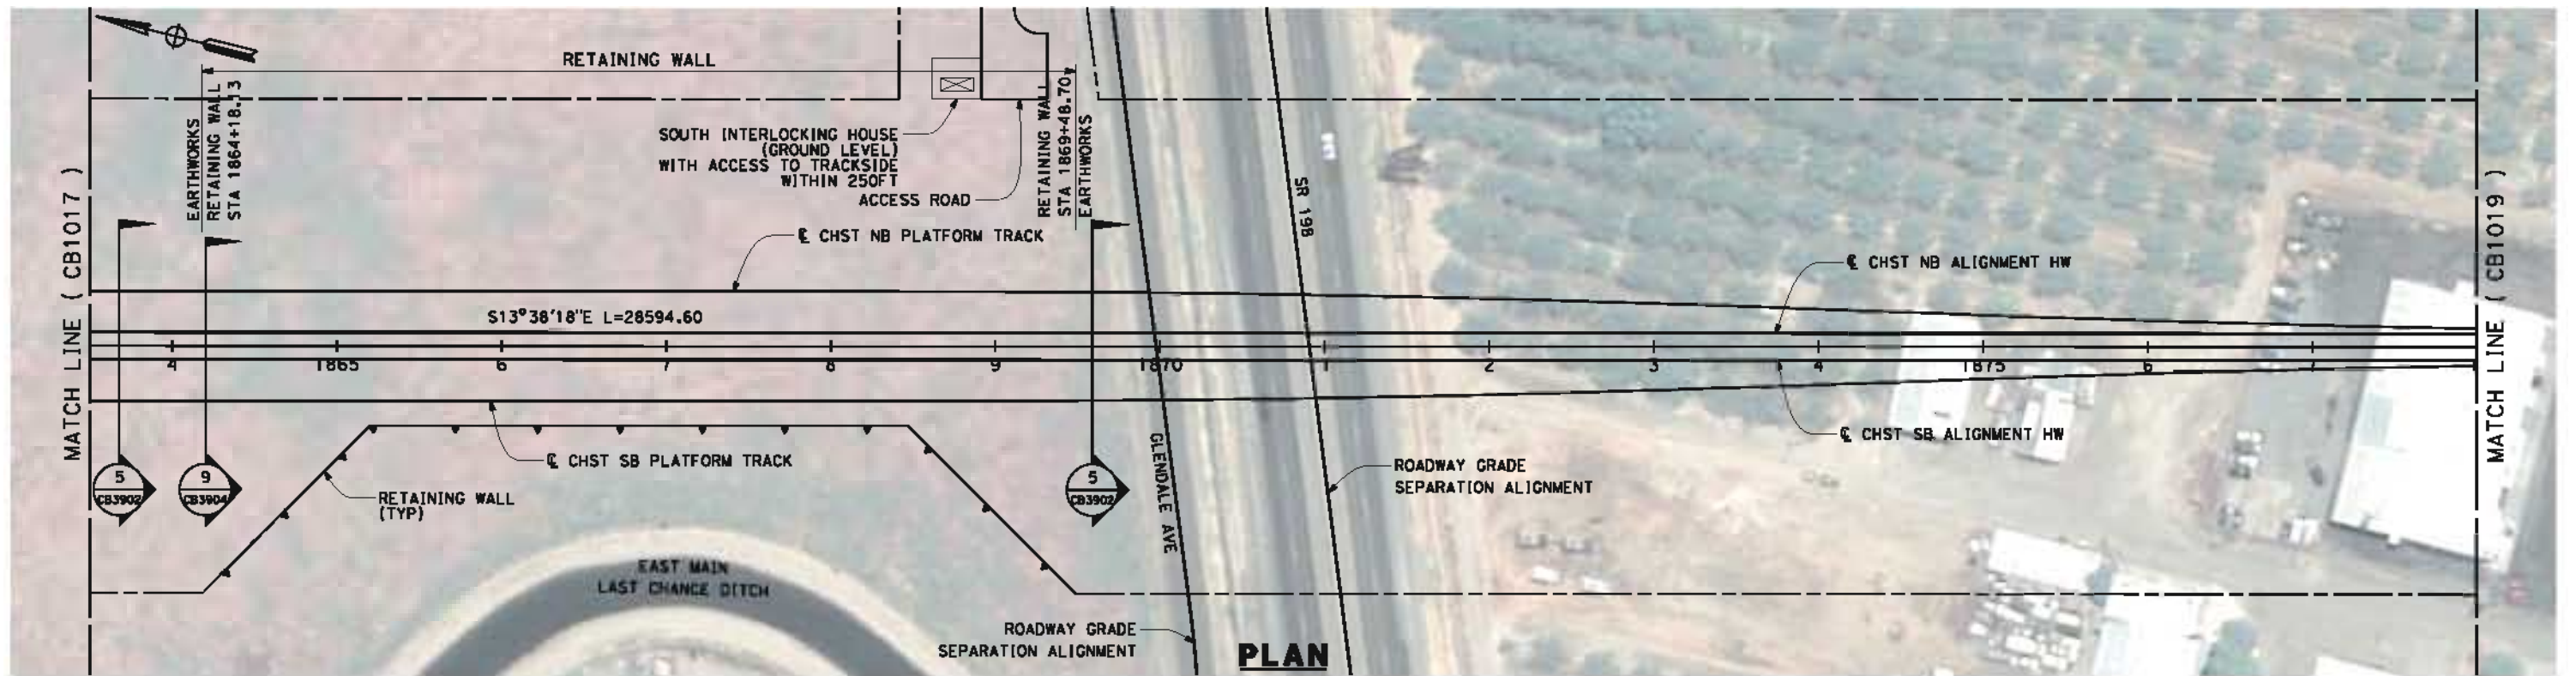 RETAINING WALL
EARTHWORKS
RETAINING WALL
STA 1864+18.13
SOUTH INTERLOCKING HOUSE
(GROUND LEVEL)
WITH ACCESS TO TRACKSIDE
WITHIN 250FT
ACCESS ROAD
RETAINING WALL
STA 1869+48.70
EARTHWORKS
SR 198
MATCH LINE ( CB1017 )
MATCH LINE ( CB1019 )
℄ CHST NB PLATFORM TRACK
℄ CHST NB ALIGNMENT HW
S13°38'18"E L=28594.60
4 1865 6 7 8 9 1870 1 2 3 4 1875 6 7
℄ CHST SB PLATFORM TRACK
℄ CHST SB ALIGNMENT HW
5
CB3902
9
CB3904
RETAINING WALL
(TYP)
5
CB3902
GLENDALE AVE
ROADWAY GRADE
SEPARATION ALIGNMENT
EAST MAIN
LAST CHANCE DITCH
ROADWAY GRADE
SEPARATION ALIGNMENT
PLAN